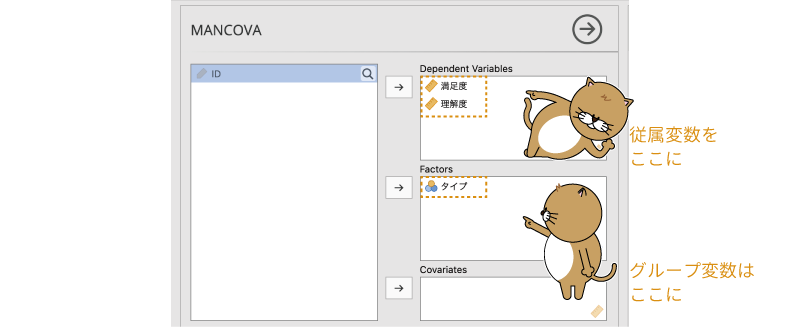 MANCOVA
ID
Dependent Variables
満足度
理解度
従属変数を
ここに
Factors
タイプ
グループ変数は
ここに
Covariates